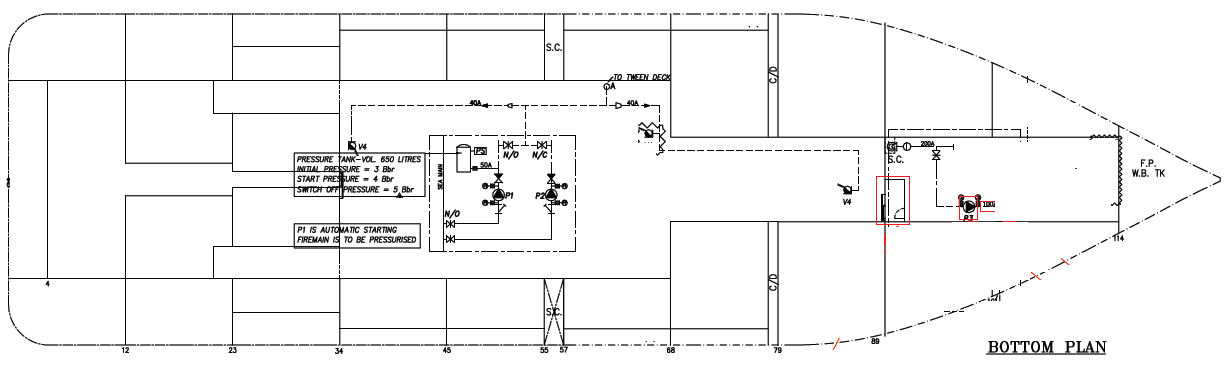 S.C.
C/D
TO TWEEN DECK
A
40A
40A
V4
PRESSURE TANK-VOL. 650 LITRES
INITIAL PRESSURE = 3 Bbr
START PRESSURE = 4 Bbr
SWITCH OFF PRESSURE = 5 Bbr
P1 IS AUTOMATIC STARTING
FIREMAIN IS TO BE PRESSURISED
SEA MAIN
PS
50A
N/O
N/C
P1
P2
N/O
V4
200A
S.C.
P3
F.P.
W.B. TK
114
C/D
S.C.
4
12
23
34
45
55
57
68
79
89
BOTTOM PLAN